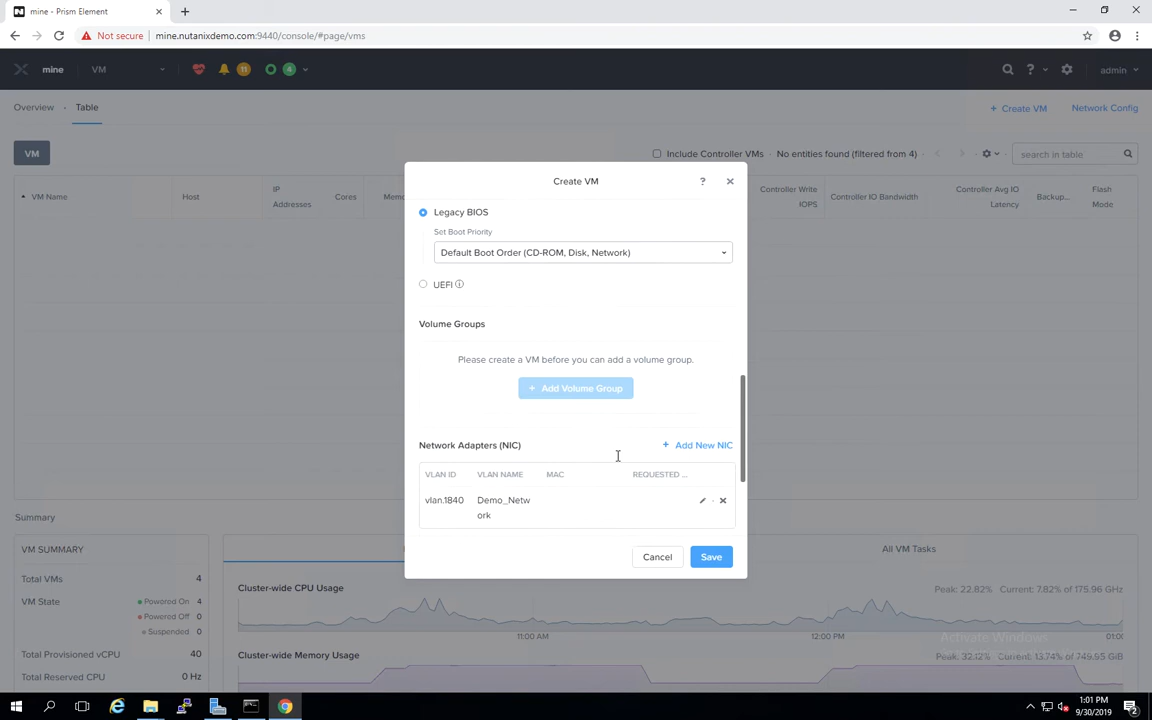 mine - Prism Element
Not secure mine.nutanixdemo.com:9440/console/#page/vms
mine VM 11 4 ? admin
Overview · Table + Create VM Network Config
VM Include Controller VMs · No entities found (filtered from 4) search in table
VM Name Host IP Addresses Cores Controller Write IOPS Controller IO Bandwidth Controller Avg IO Latency Backup... Flash Mode
Create VM ?
Legacy BIOS
Set Boot Priority
Default Boot Order (CD-ROM, Disk, Network)
UEFI
Volume Groups
Please create a VM before you can add a volume group.
+ Add Volume Group
Network Adapters (NIC) + Add New NIC
VLAN ID VLAN NAME MAC REQUESTED ...
vlan.1840 Demo_Netw
ork
Cancel Save
Summary
VM SUMMARY
Total VMs 4
VM State Powered On 4
Powered Off 0
Suspended 0
Total Provisioned vCPU 40
Total Reserved CPU 0 Hz
All VM Tasks
Cluster-wide CPU Usage Peak: 22.82% Current: 7.82% of 175.96 GHz
11:00 AM 12:00 PM 01:00
Cluster-wide Memory Usage Peak: 32.12% Current: 13.74% of 749.55 GiB
Activate Windows
1:01 PM
9/30/2019
2